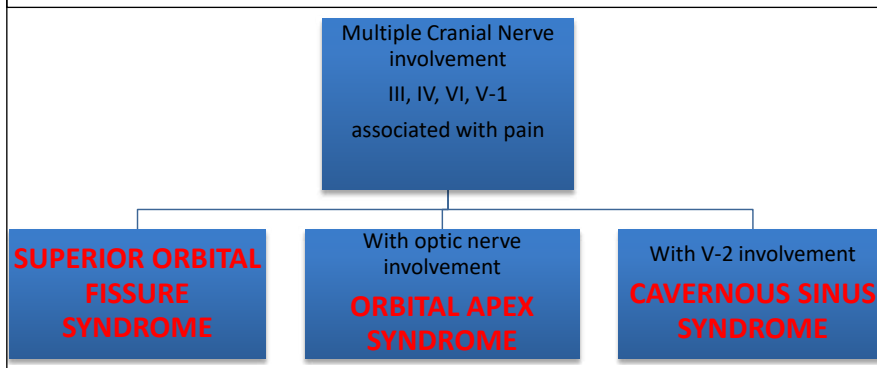 Multiple Cranial Nerve
involvement
III, IV, VI, V-1
associated with pain
SUPERIOR ORBITAL
FISSURE
SYNDROME
With optic nerve
involvement
ORBITAL APEX
SYNDROME
With V-2 involvement
CAVERNOUS SINUS
SYNDROME